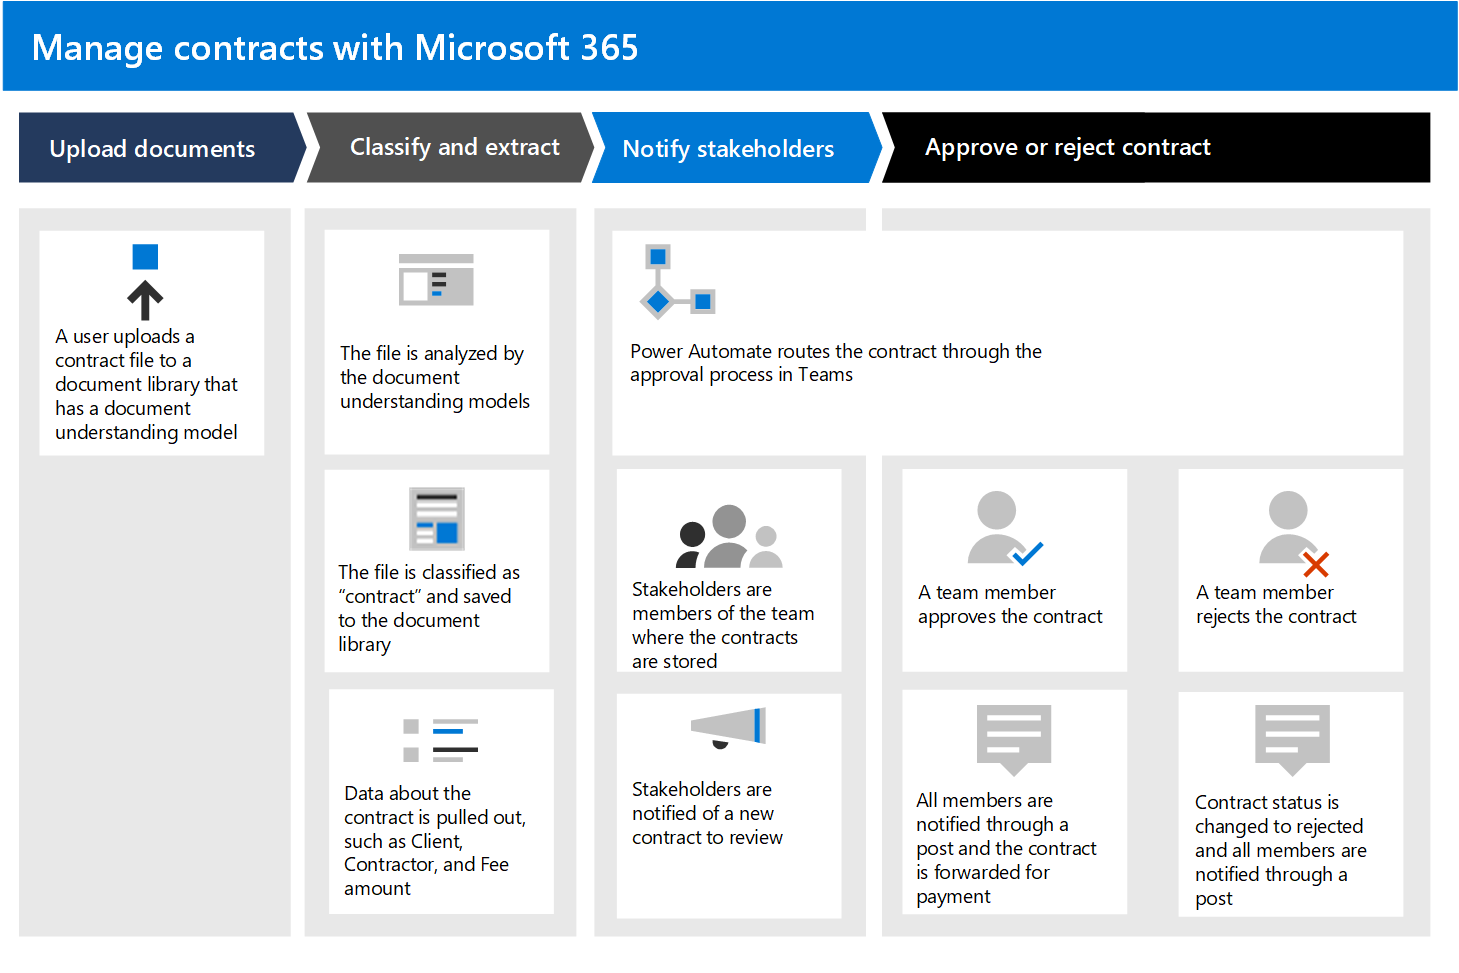 Manage contracts with Microsoft 365
Upload documents
Classify and extract
Notify stakeholders
Approve or reject contract
A user uploads a
contract file to a
document library that
has a document
understanding model
The file is analyzed by
the document
understanding models
The file is classified as
“contract” and saved
to the document
library
Data about the
contract is pulled out,
such as Client,
Contractor, and Fee
amount
Power Automate routes the contract through the
approval process in Teams
Stakeholders are
members of the team
where the contracts
are stored
Stakeholders are
notified of a new
contract to review
A team member
approves the contract
All members are
notified through a
post and the contract
is forwarded for
payment
A team member
rejects the contract
Contract status is
changed to rejected
and all members are
notified through a
post